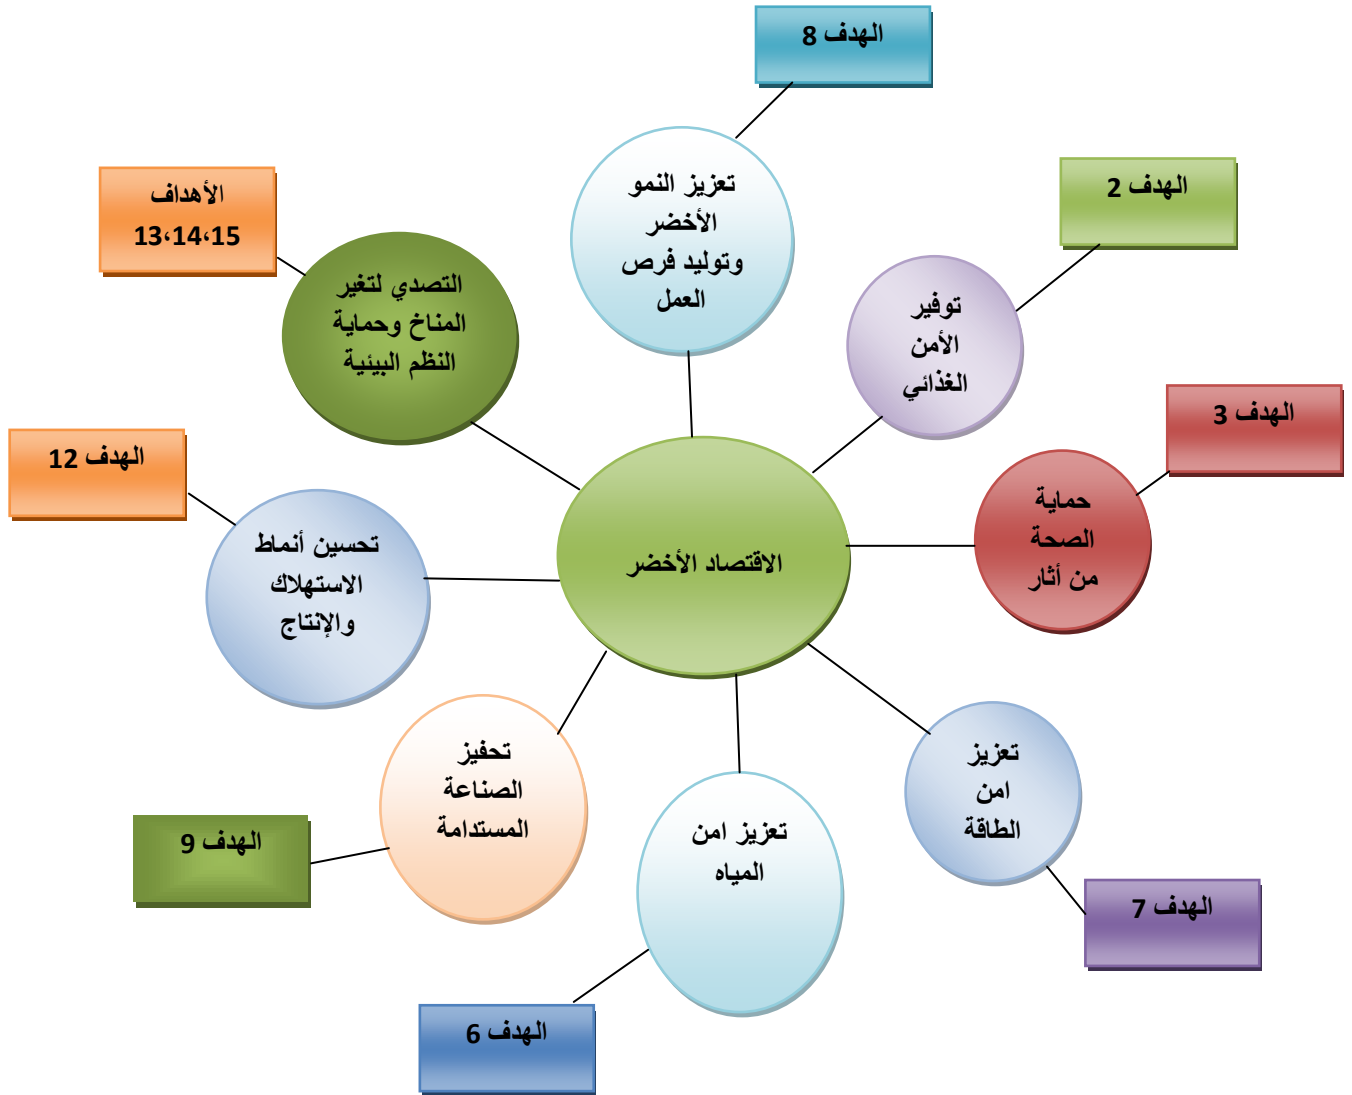 الهدف 8
تعزيز النمو
الأخضر
وتوليد فرص
العمل
الهدف 2
توفير
الأمن
الغذائي
الهدف 3
حماية
الصحة
من أثار
تعزيز
امن
الطاقة
الهدف 7
تعزيز امن
المياه
الهدف 6
تحفيز
الصناعة
المستدامة
الهدف 9
تحسين أنماط
الاستهلاك
والإنتاج
الهدف 12
التصدي لتغير
المناخ وحماية
النظم البيئية
الأهداف
13،14،15
الاقتصاد الأخضر